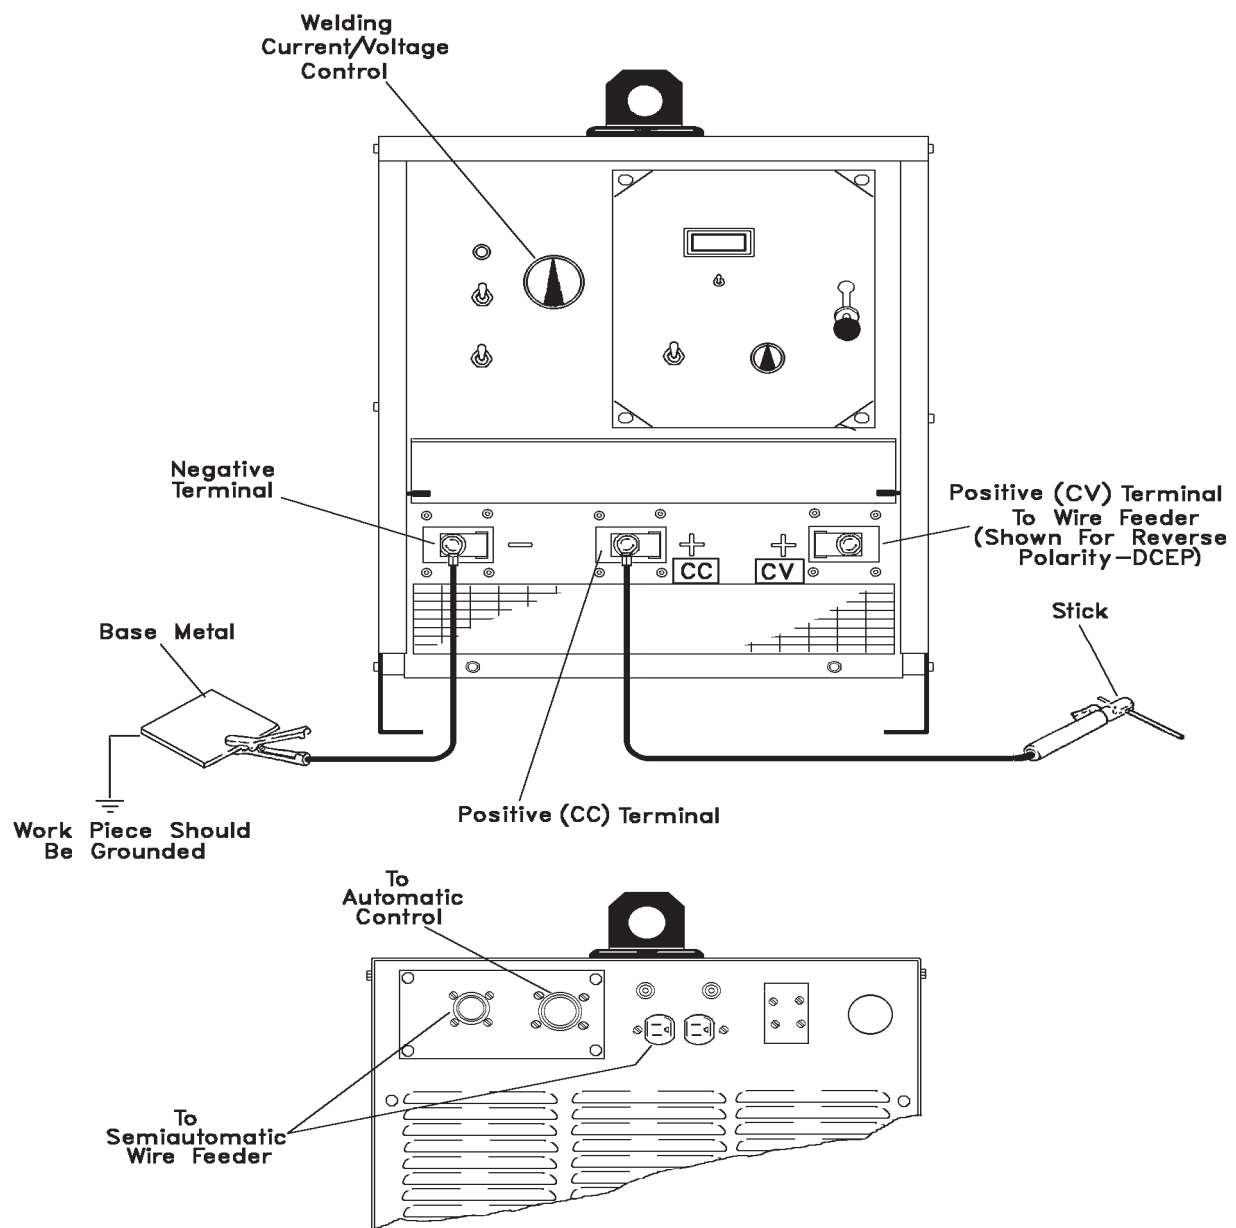 Welding
Current/Voltage
Control
Negative
Terminal
Positive (CV) Terminal
To Wire Feeder
(Shown For Reverse
Polarity-DCEP)
CC
CV
Base Metal
Stick
Positive (CC) Terminal
Work Piece Should
Be Grounded
To
Automatic
Control
To
Semiautomatic
Wire Feeder